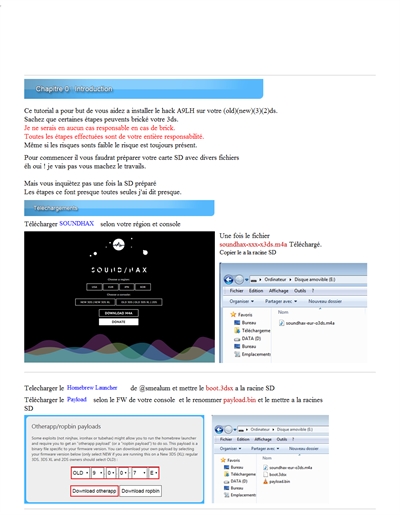 Chapitre 0 : Introduction
Ce tutorial a pour but de vous aidez a installer le hack A9LH sur votre (old)(new)(3)(2)ds.
Sachez que certaines étapes peuvents brické votre 3ds.
Je ne serais en aucun cas responsable en cas de brick.
Toutes les étapes effectuées sont de votre entière responsabilité.
Même si les risques sonts faible le risque est toujours présent.
Pour commencer il vous faudrat préparer votre carte SD avec divers fichiers
éh oui ! je vais pas vous machez le travails.
Mais vous inquiétez pas une fois la SD préparé
Les étapes ce font presque toutes seules j'ai dit presque.
Téléchargements
Télécharger SOUNDHAX selon votre région et console
SOUNDHAX
DOWNLOAD M4A
DONATE
Une fois le fichier
soundhax-xxx-x3ds.m4a Téléchargé.
Copier le a la racine SD
Ordinateur ▸ Disque amovible (E:)
Fichier Edition Affichage Outils ?
Organiser Partager avec Nouveau dossier
Favoris
Bureau
Téléchargeme
DATA (D:)
Bureau
Emplacements
soundhax-eur-o3ds.m4a
Telecharger le Homebrew Launcher de @smealum et mettre le boot.3dsx a la racine SD
Télécharger le Payload selon le FW de votre console et le renommer payload.bin et le mettre a la racines
SD
Otherapp/ropbin payloads
Some exploits (not ninjhax, ironhax or tubehax) might allow you to run the homebrew launcher
and require you to get an "otherapp payload" (or a "ropbin payload") to do so. This payload is a
binary file specific to your firmware version. You can download your own payload by selecting
your firmware version below (only select NEW if you are running this on a New 3DS (XL); regular
3DS, 3DS XL and 2DS owners should select OLD) :
OLD 9 0 0 7 E
Download otherapp Download ropbin
Ordinateur ▸ Disque amovible (E:)
Fichier Edition Affichage Outils ?
Organiser Partager avec Nouveau dossier
Favoris
Bureau
Téléchargeme
DATA (D:)
Bureau
Emplacements
soundhax-eur-o3ds.m4a
boot.3dsx
payload.bin